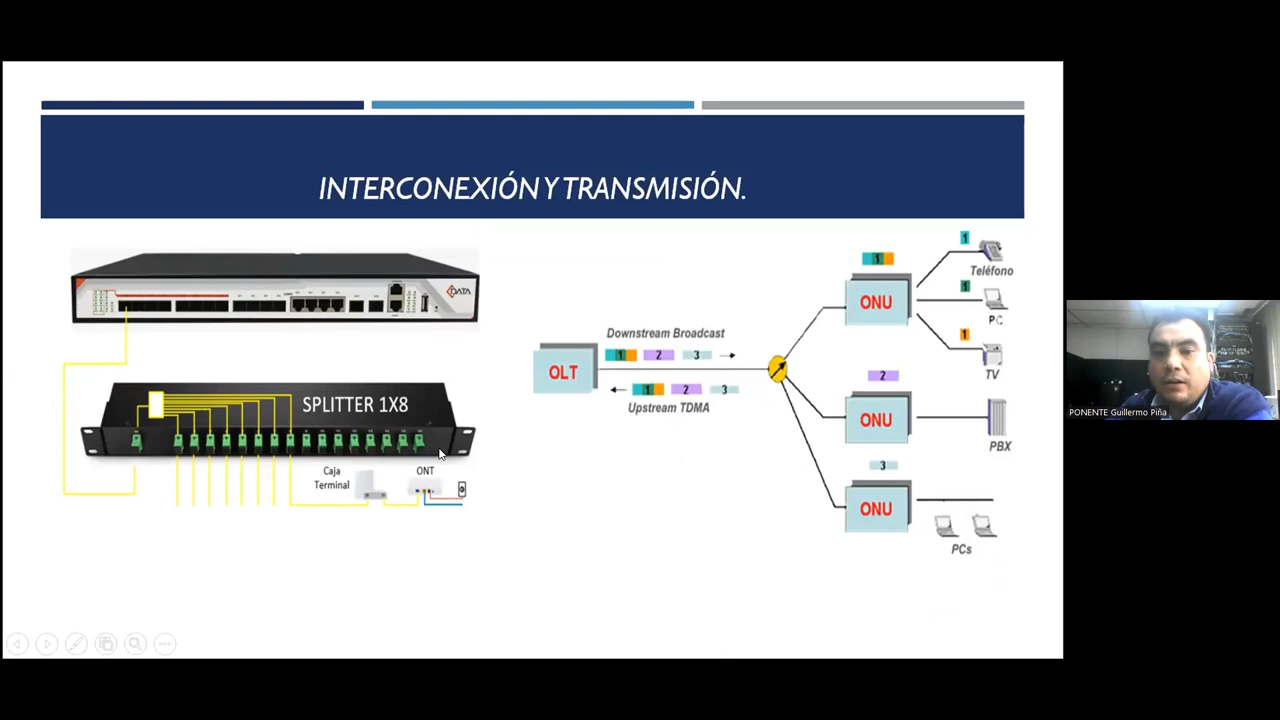 INTERCONEXIÓN Y TRANSMISIÓN.
DATA
SPLITTER 1X8
Caja
Terminal
ONT
OLT
Downstream Broadcast
1 2 3
1 2 3
Upstream TDMA
1
ONU
1
Teléfono
1
PC
1
TV
2
ONU
PBX
3
ONU
PCs
PONENTE Guillermo Piña